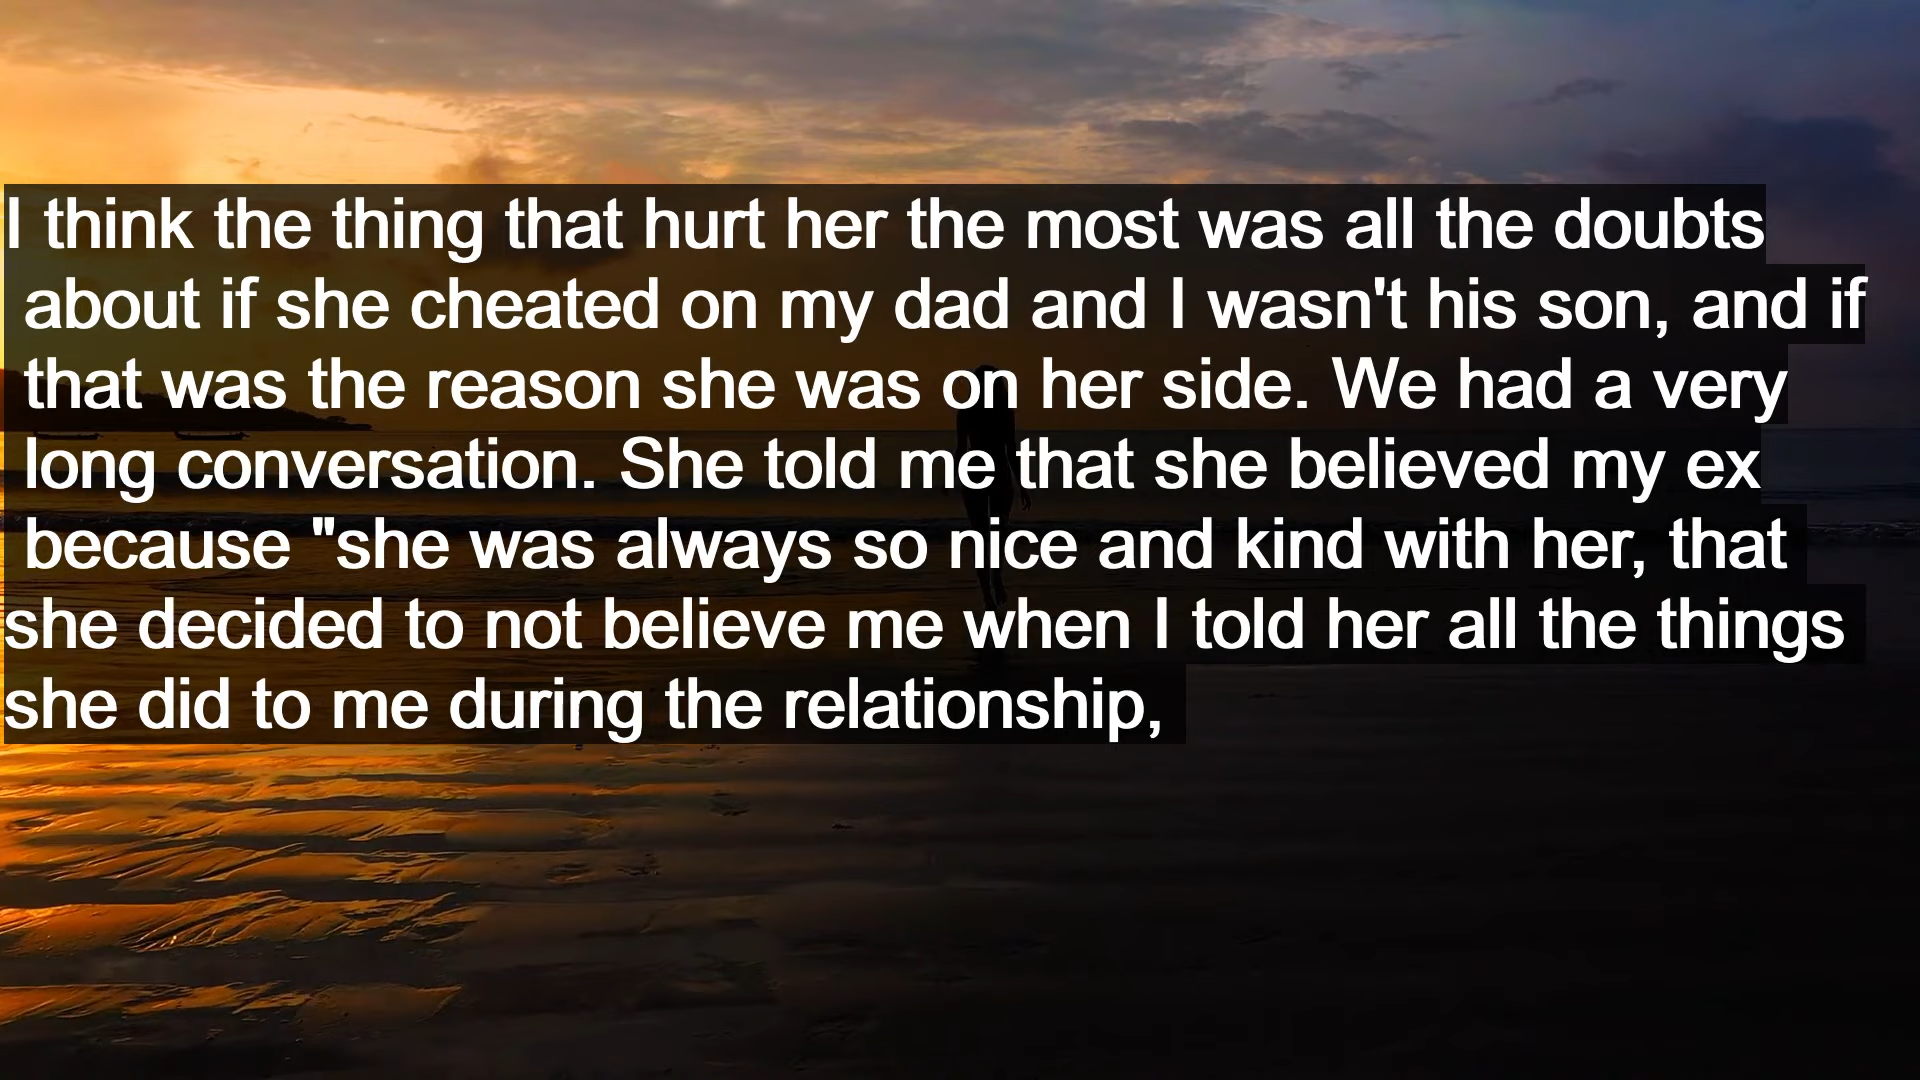 I think the thing that hurt her the most was all the doubts
about if she cheated on my dad and I wasn't his son, and if
that was the reason she was on her side. We had a very
long conversation. She told me that she believed my ex
because "she was always so nice and kind with her, that
she decided to not believe me when I told her all the things
she did to me during the relationship,